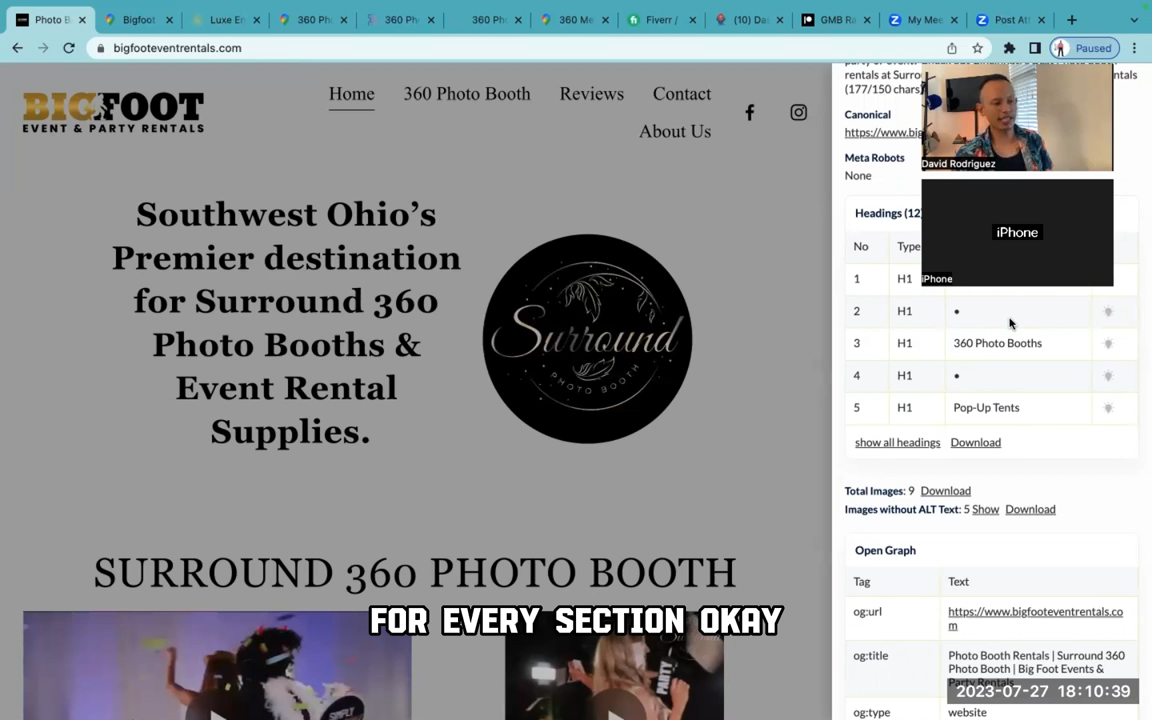 Photo B
Bigfoot
Luxe En
360 Pho
360 Ph
360 Ph
360 Me
Fiverr /
(10) Da
GMB Ra
My Mee
Post Att
bigfooteventrentals.com
Paused
BIGFOOT
EVENT & PARTY RENTALS
Home
360 Photo Booth
Reviews
Contact
About Us
Southwest Ohio’s
Premier destination
for Surround 360
Photo Booths &
Event Rental
Supplies.
Surround
PHOTO BOOTH
SURROUND 360 PHOTO BOOTH
FOR EVERY SECTION OKAY
rentals at Surro
ntals
(177/150 chars)
Canonical
https://www.big
Meta Robots
None
David Rodriguez
iPhone
iPhone
Headings (12
No
Type
1
H1
2
H1
•
3
H1
360 Photo Booths
4
H1
•
5
H1
Pop-Up Tents
show all headings
Download
Total Images: 9 Download
Images without ALT Text: 5 Show Download
Open Graph
Tag
Text
og:url
https://www.bigfooteventrentals.co
m
og:title
Photo Booth Rentals | Surround 360
Photo Booth | Big Foot Events &
Party Rentals
2023-07-27 18:10:39
og:type
website